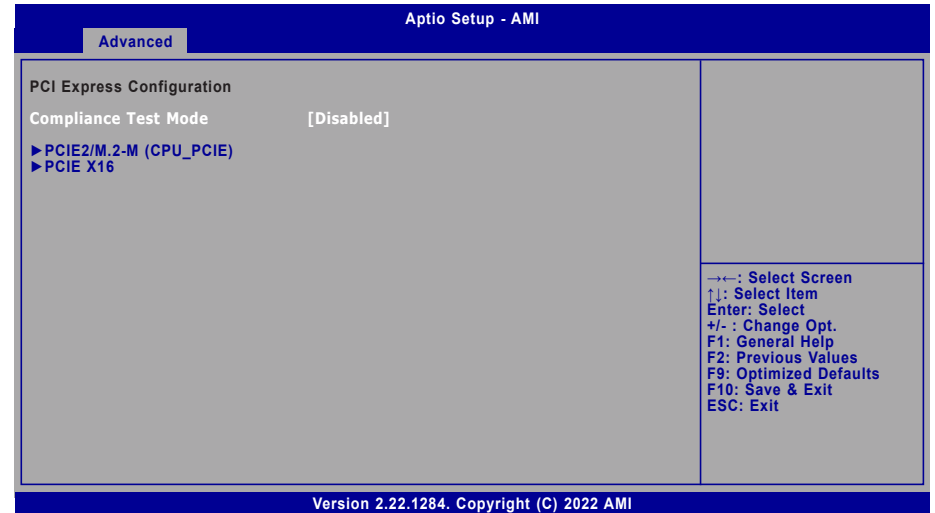 Aptio Setup - AMI
Advanced
PCI Express Configuration
Compliance Test Mode [Disabled]
►PCIE2/M.2-M (CPU_PCIE)
►PCIE X16
→←: Select Screen
↑↓: Select Item
Enter: Select
+/- : Change Opt.
F1: General Help
F2: Previous Values
F9: Optimized Defaults
F10: Save & Exit
ESC: Exit
Version 2.22.1284. Copyright (C) 2022 AMI